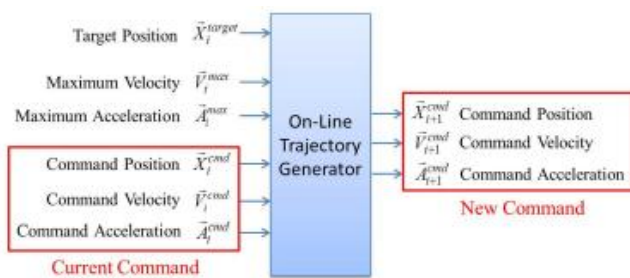 Target Position X⃗ᵢᵗᵃʳᵍᵉᵗ
Maximum Velocity V⃗ᵢᵐᵃˣ
Maximum Acceleration A⃗ᵢᵐᵃˣ
Command Position X⃗ᵢᶜᵐᵈ
Command Velocity V⃗ᵢᶜᵐᵈ
Command Acceleration A⃗ᵢᶜᵐᵈ
Current Command
On-Line
Trajectory
Generator
X⃗ᵢ₊₁ᶜᵐᵈ Command Position
V⃗ᵢ₊₁ᶜᵐᵈ Command Velocity
A⃗ᵢ₊₁ᶜᵐᵈ Command Acceleration
New Command